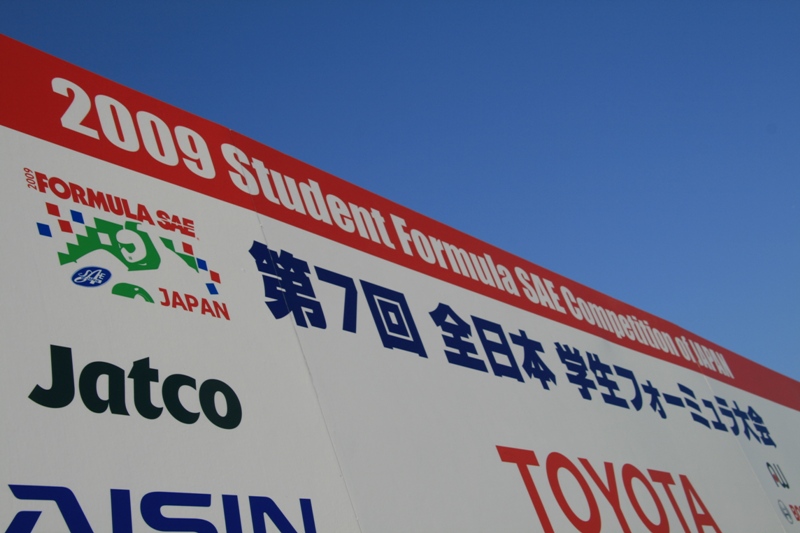 2009 Student Formula SAE Competition of JAPAN
2009
FORMULA SAE
JAPAN
第7回 全日本 学生フォーミュラ大会
Jatco
AISIN
TOYOTA